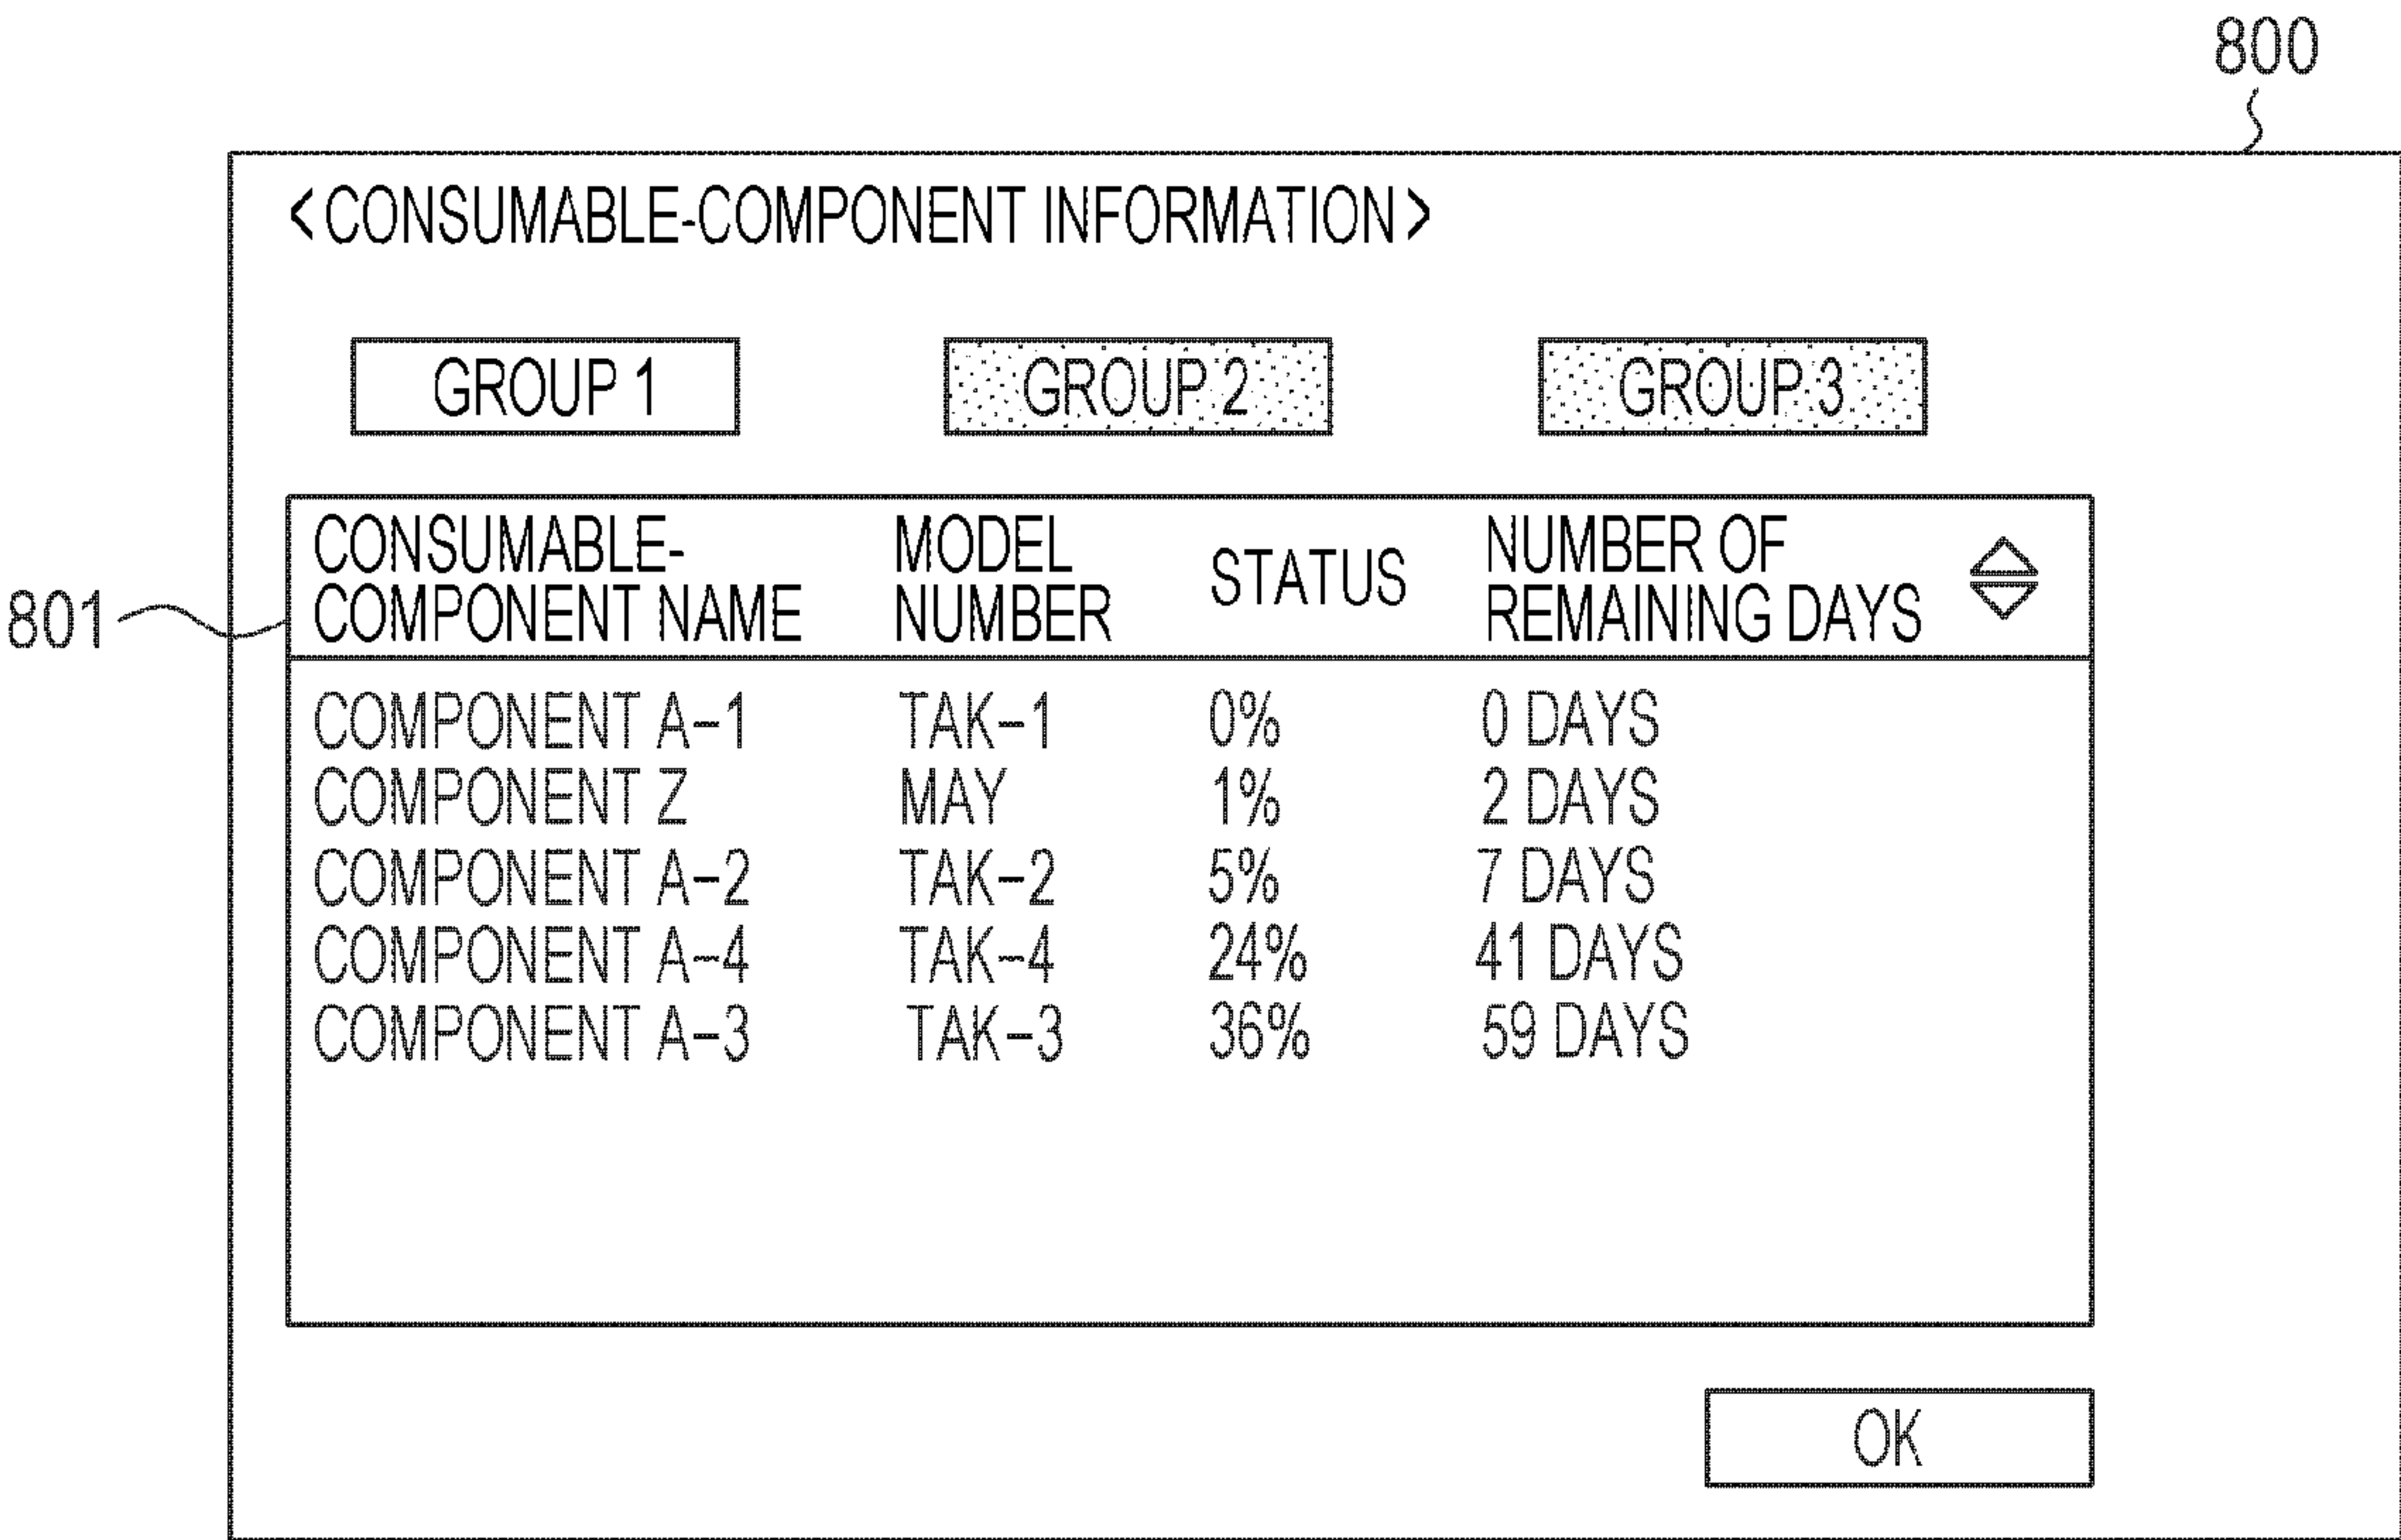 800
<CONSUMABLE-COMPONENT INFORMATION>
GROUP 1 GROUP 2 GROUP 3
801
CONSUMABLE-COMPONENT NAME MODEL NUMBER STATUS NUMBER OF REMAINING DAYS
COMPONENT A-1 TAK-1 0% 0 DAYS
COMPONENT Z MAY 1% 2 DAYS
COMPONENT A-2 TAK-2 5% 7 DAYS
COMPONENT A-4 TAK-4 24% 41 DAYS
COMPONENT A-3 TAK-3 36% 59 DAYS
OK